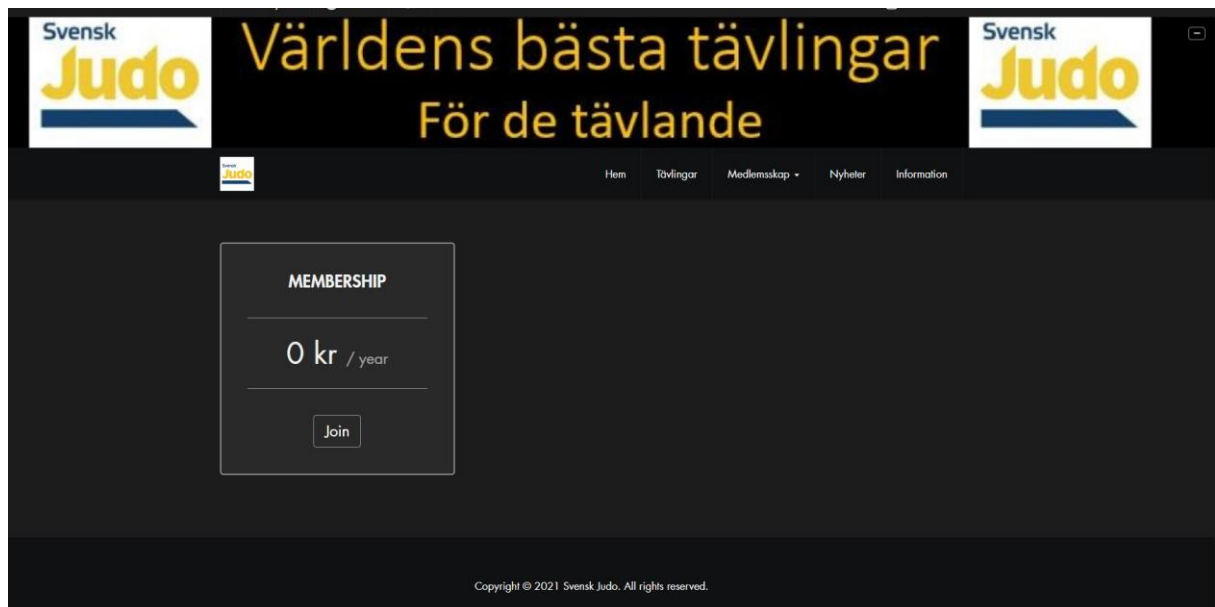 Svensk
Judo
Världens bästa tävlingar
För de tävlande
Svensk
Judo
Svensk
Judo
Hem Tävlingar Medlemsskap Nyheter Information
MEMBERSHIP
0 kr / year
Join
Copyright © 2021 Svensk Judo. All rights reserved.